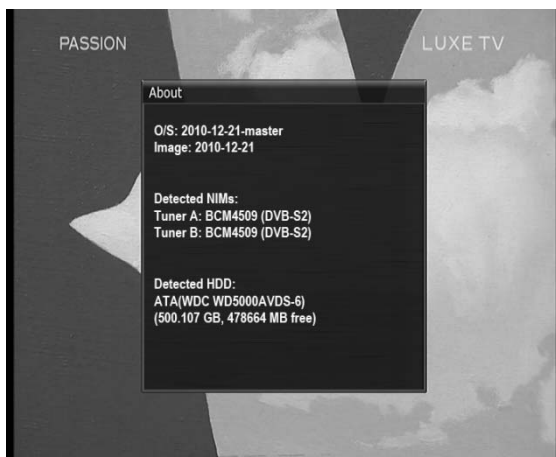 PASSION
LUXE TV
About
O/S: 2010-12-21-master
Image: 2010-12-21
Detected NIMs:
Tuner A: BCM4509 (DVB-S2)
Tuner B: BCM4509 (DVB-S2)
Detected HDD:
ATA(WDC WD5000AVDS-6)
(500.107 GB, 478664 MB free)